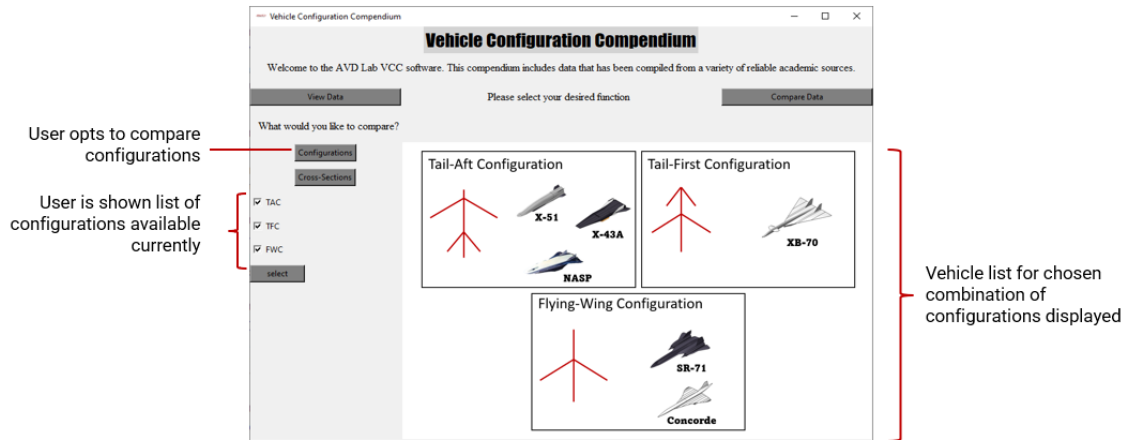 Vehicle Configuration Compendium
Vehicle Configuration Compendium
Welcome to the AVD Lab VCC software. This compendium includes data that has been compiled from a variety of reliable academic sources.
View Data
Please select your desired function
Compare Data
What would you like to compare?
User opts to compare
configurations
Configurations
Cross-Sections
User is shown list of
configurations available
currently
TAC
TFC
FWC
select
Tail-Aft Configuration
X-51
X-43A
NASP
Tail-First Configuration
XB-70
Flying-Wing Configuration
SR-71
Concorde
Vehicle list for chosen
combination of
configurations displayed